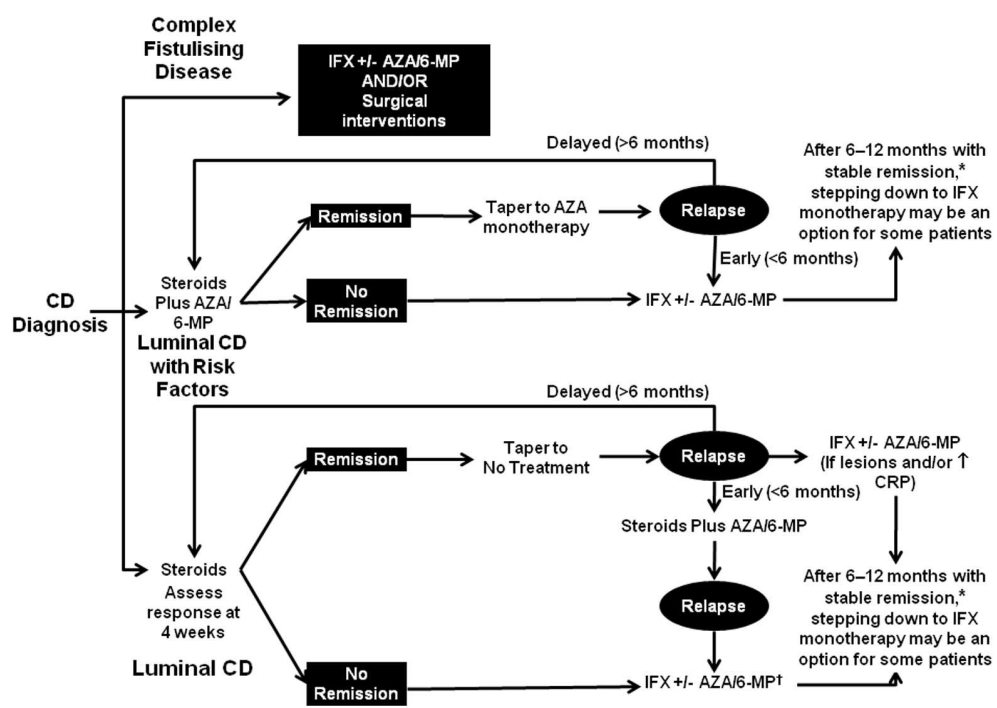 Complex
Fistulising
Disease
IFX +/- AZA/6-MP
AND/OR
Surgical
interventions
Delayed (>6 months)
After 6–12 months with
stable remission,*
stepping down to IFX
monotherapy may be an
option for some patients
Remission
Taper to AZA
monotherapy
Relapse
Early (<6 months)
CD
Diagnosis
Steroids
Plus AZA/
6-MP
No
Remission
IFX +/- AZA/6-MP
Luminal CD
with Risk
Factors
Delayed (>6 months)
Remission
Taper to
No Treatment
Relapse
IFX +/- AZA/6-MP
(If lesions and/or ↑
CRP)
Early (<6 months)
Steroids Plus AZA/6-MP
Steroids
Assess
response at
4 weeks
Relapse
After 6–12 months with
stable remission,*
stepping down to IFX
monotherapy may be an
option for some patients
Luminal CD
No
Remission
IFX +/- AZA/6-MP†